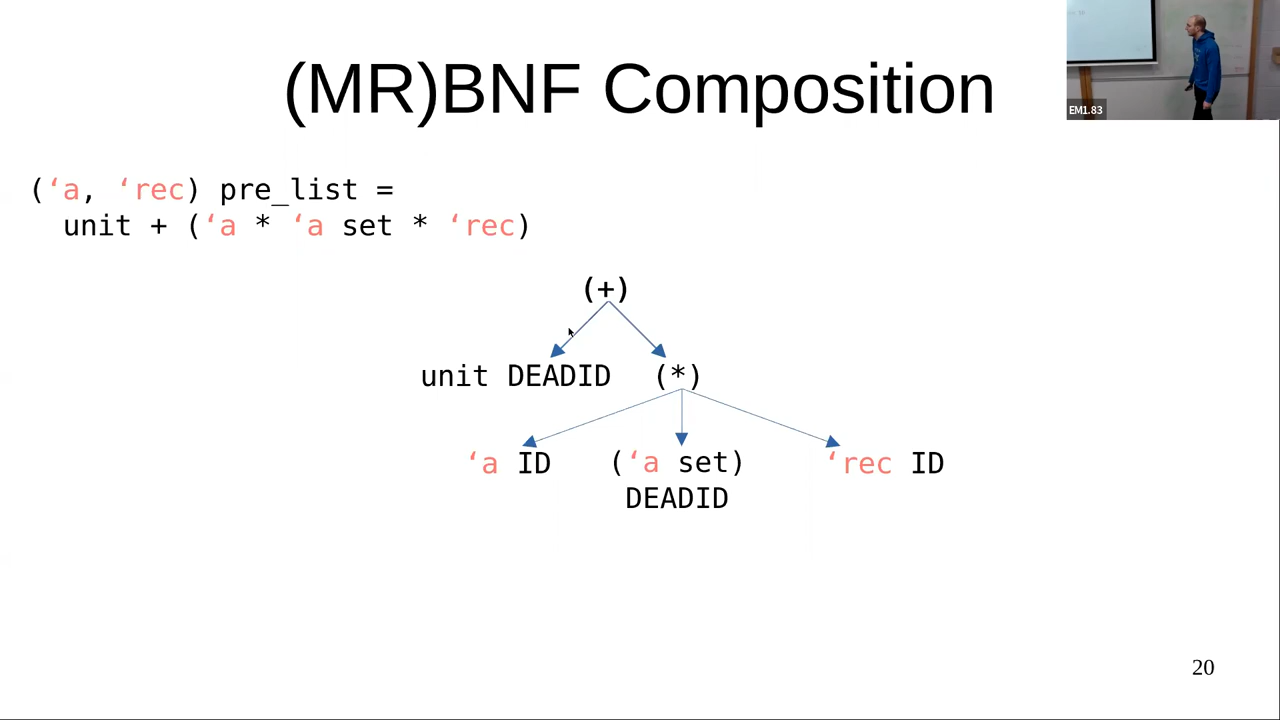 (MR)BNF Composition
EM1.83
(‘a, ‘rec) pre_list =
unit + (‘a * ‘a set * ‘rec)
(+)
unit DEADID (*)
‘a ID (‘a set) ‘rec ID
DEADID
20